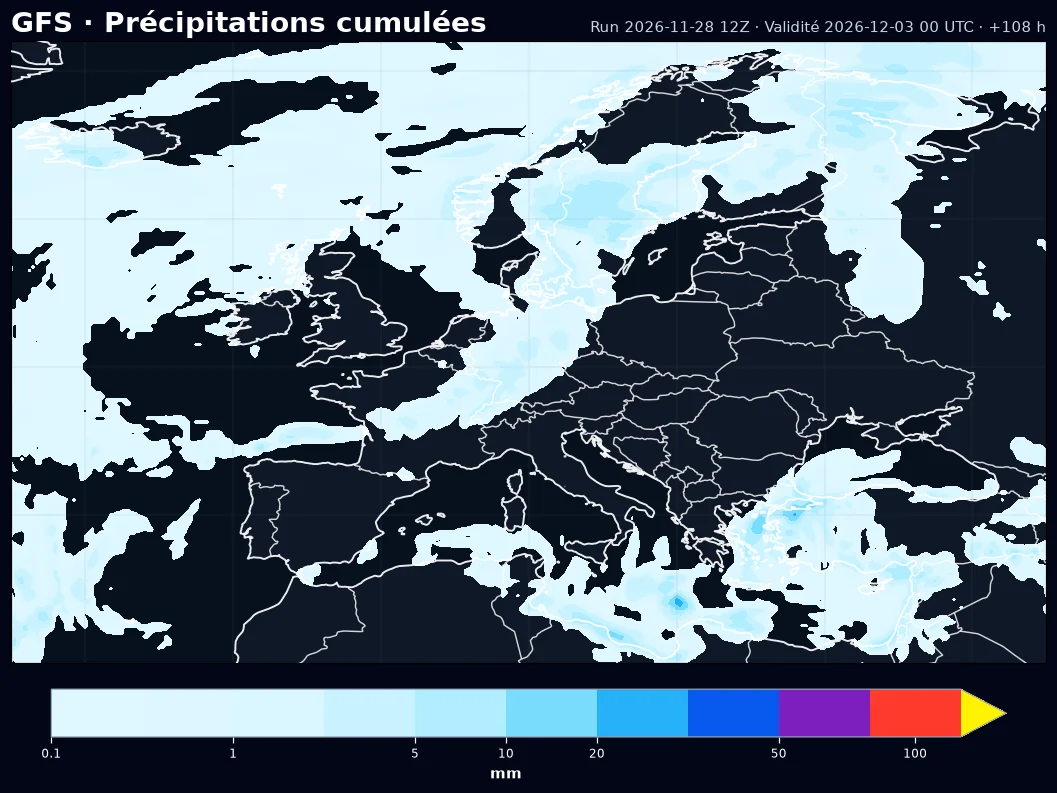 GFS · Précipitations cumulées
Run 2026-11-28 12Z · Validité 2026-12-03 00 UTC · +108 h
0.1 1 5 10 20 50 100
mm